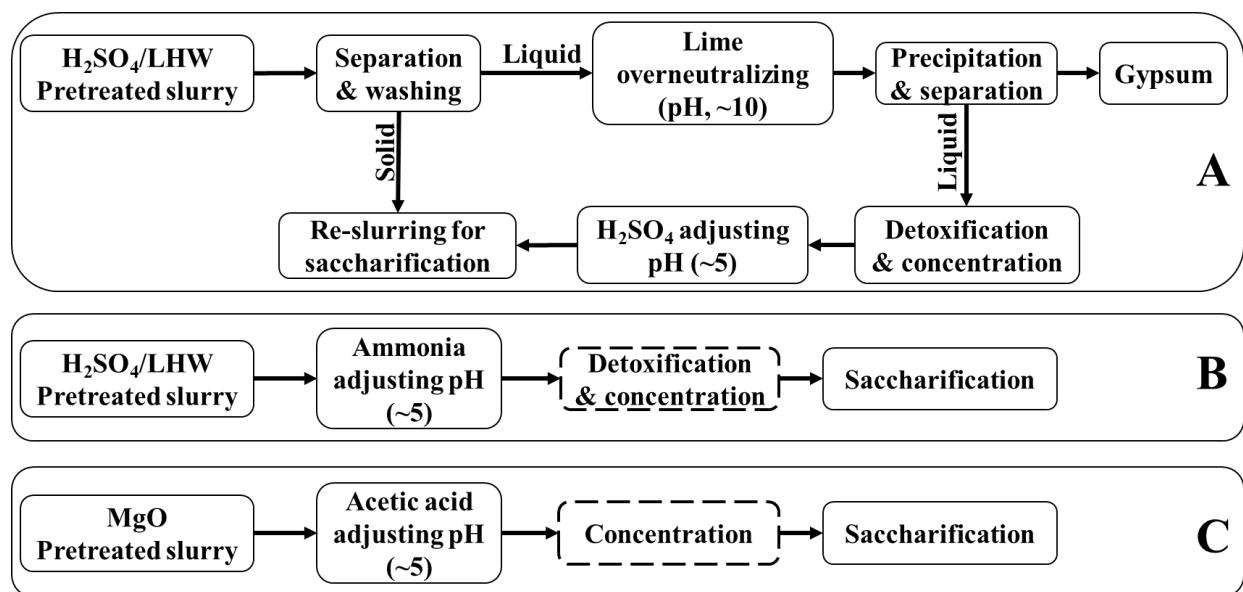 H₂SO₄/LHW
Pretreated slurry
Separation
& washing
Liquid
Lime
overneutralizing
(pH, ~10)
Precipitation
& separation
Gypsum
Solid
Liquid
A
Re-slurring for
saccharification
H₂SO₄ adjusting
pH (~5)
Detoxification
& concentration
H₂SO₄/LHW
Pretreated slurry
Ammonia
adjusting pH
(~5)
Detoxification
& concentration
Saccharification
B
MgO
Pretreated slurry
Acetic acid
adjusting pH
(~5)
Concentration
Saccharification
C